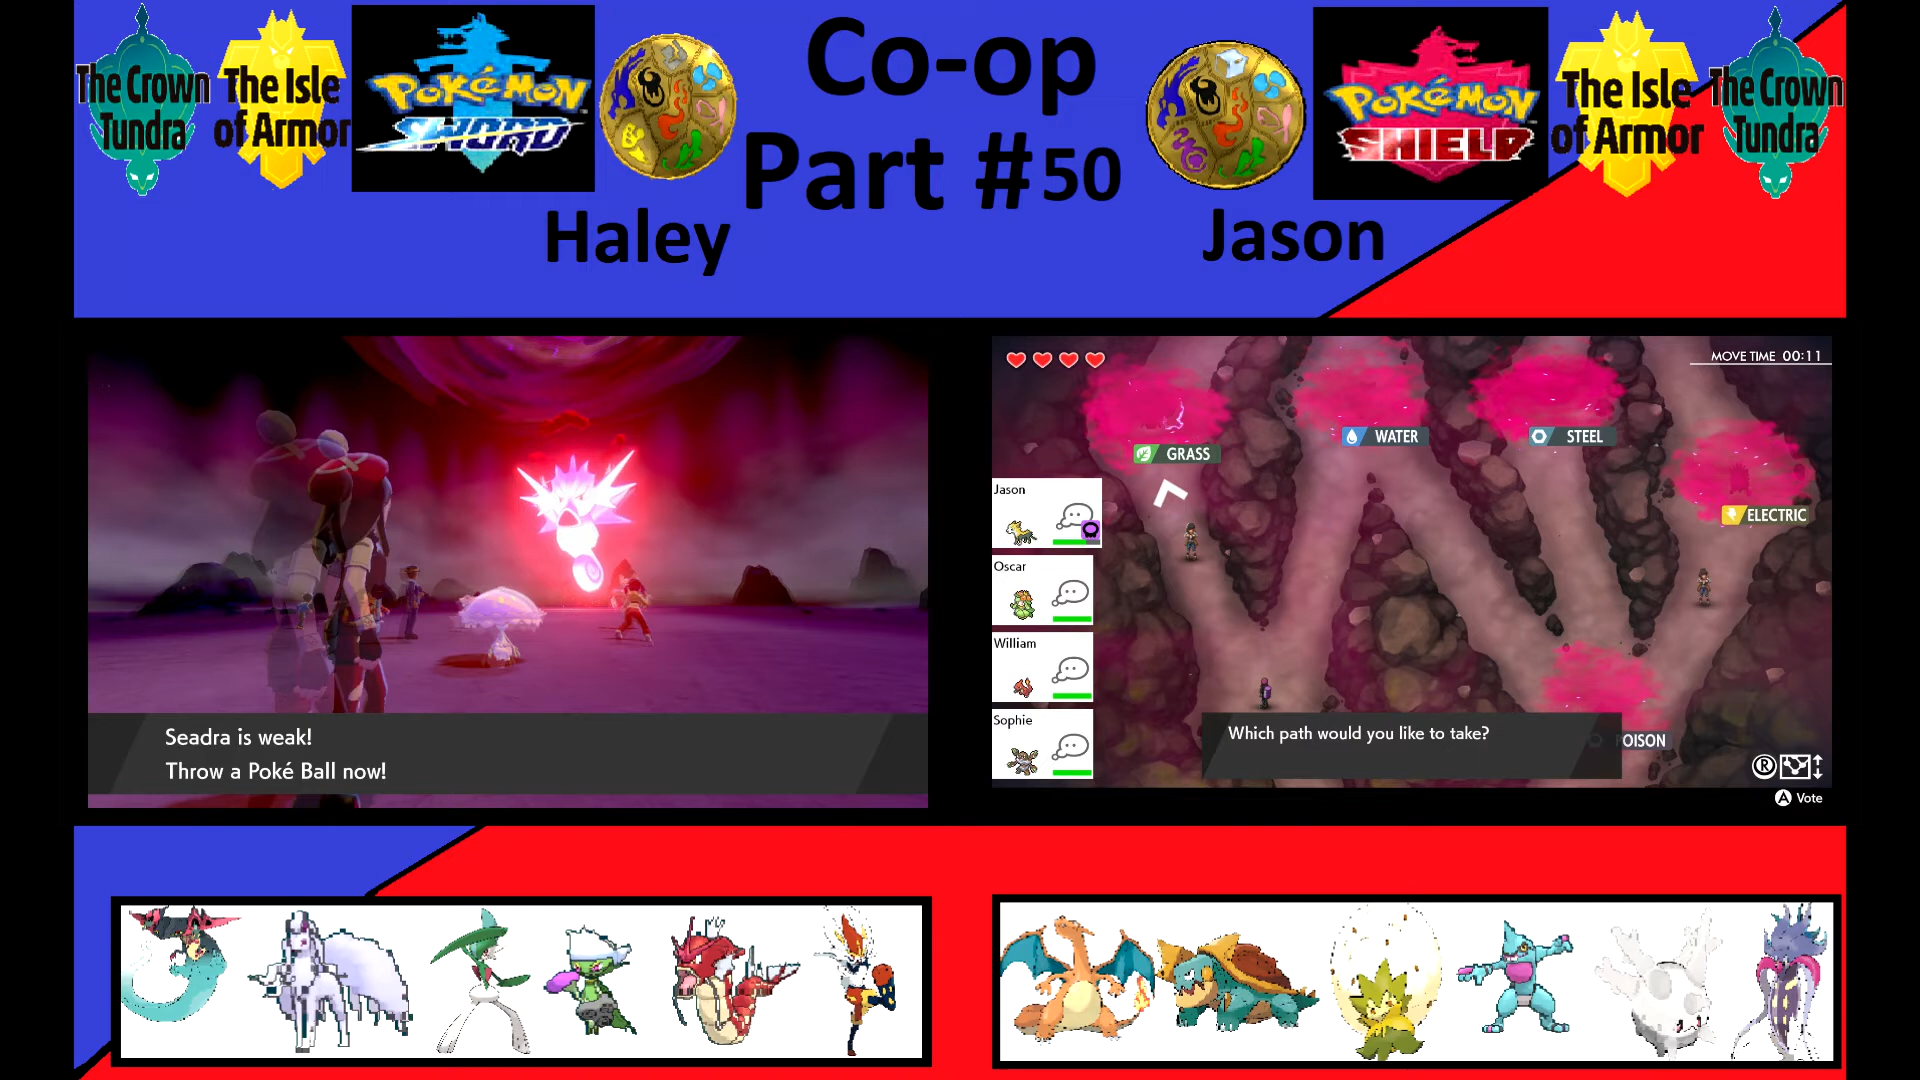 The Crown
Tundra
The Isle
of Armor
POKéMON
SWORD
Co-op
Part #50
POKéMON
SHIELD
The Isle
of Armor
The Crown
Tundra
Haley
Jason
Seadra is weak!
Throw a Poké Ball now!
MOVE TIME 00:11
GRASS
WATER
STEEL
ELECTRIC
POISON
Jason
Oscar
William
Sophie
Which path would you like to take?
R
A Vote